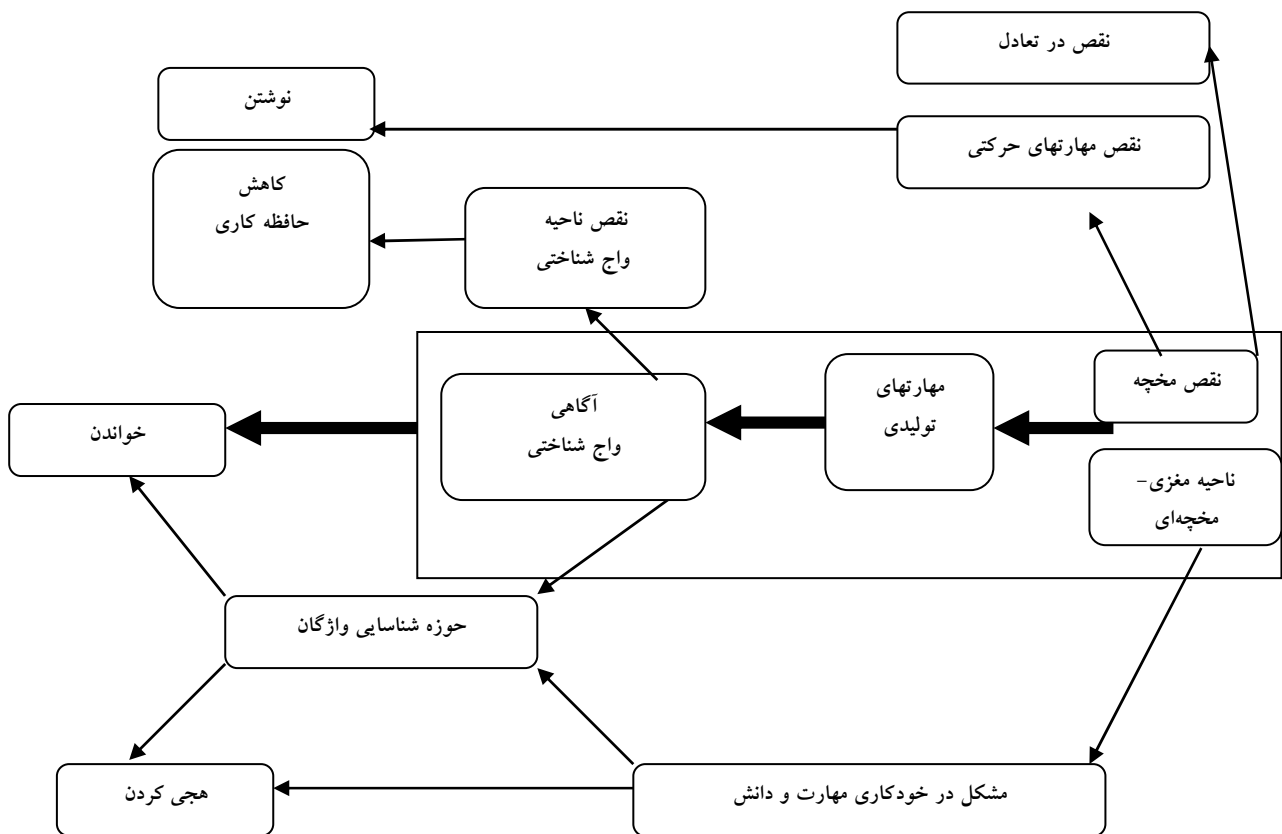 نقص در تعادل
نوشتن
نقص مهارتهای حرکتی
کاهش
حافظه کاری
نقص ناحیه
واج شناختی
نقص مخچه
مهارتهای
تولیدی
آگاهی
واج شناختی
خواندن
ناحیه مغزی-
مخچه‌ای
حوزه شناسایی واژگان
مشکل در خودکاری مهارت و دانش
هجی کردن